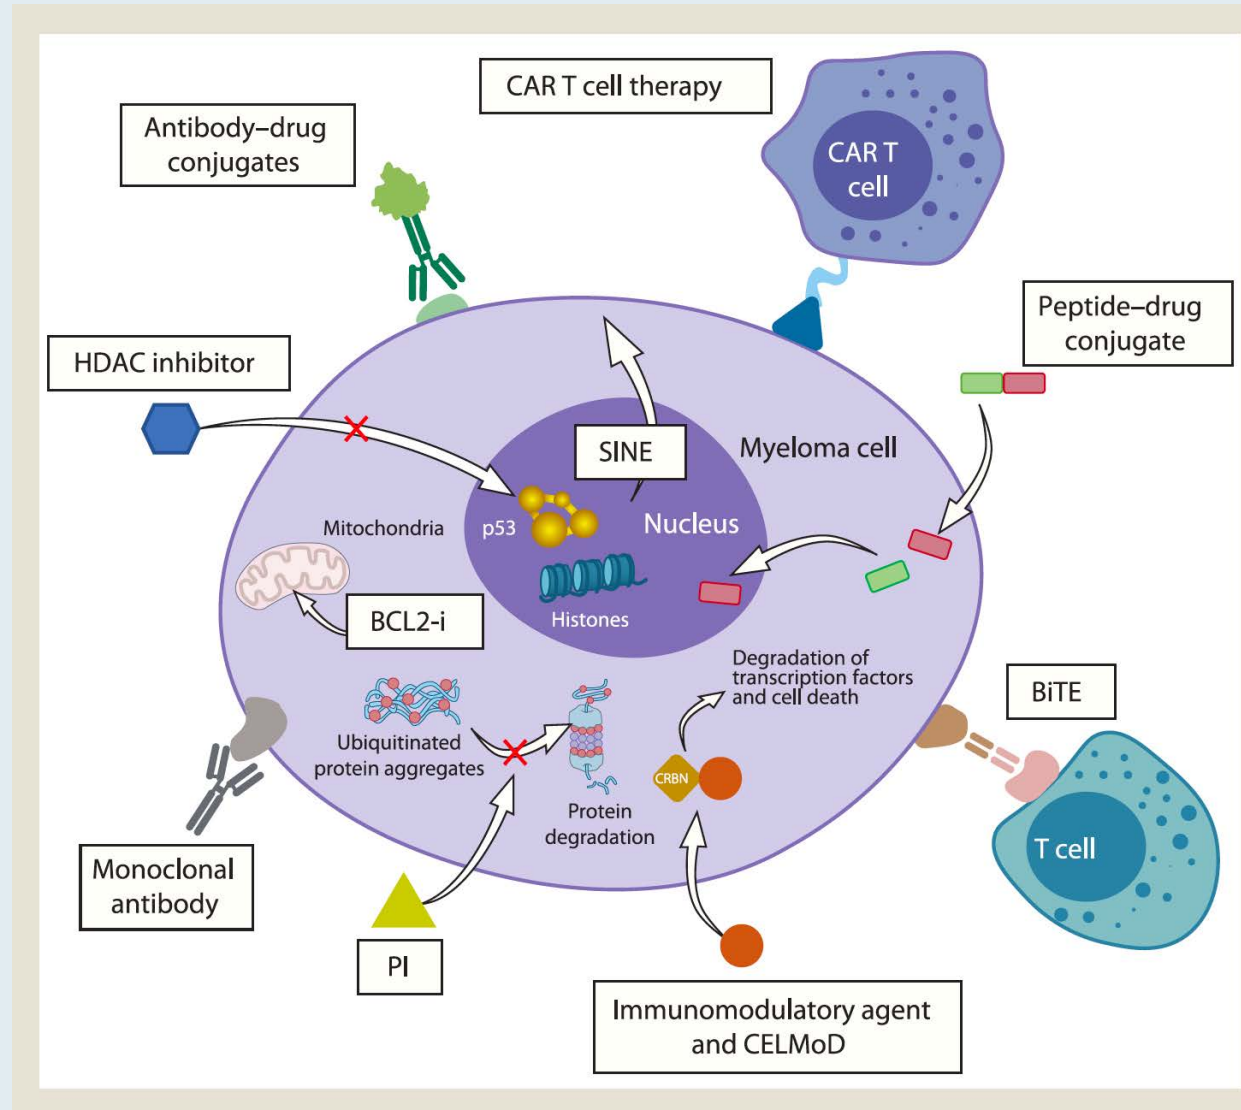 CAR T cell therapy
Antibody–drug
conjugates
CAR T
cell
Peptide–drug
conjugate
HDAC inhibitor
SINE
Myeloma cell
Mitochondria
p53
Nucleus
Histones
BCL2-i
Degradation of
transcription factors
and cell death
BiTE
Ubiquitinated
protein aggregates
CRBN
Protein
degradation
T cell
Monoclonal
antibody
PI
Immunomodulatory agent
and CELMoD